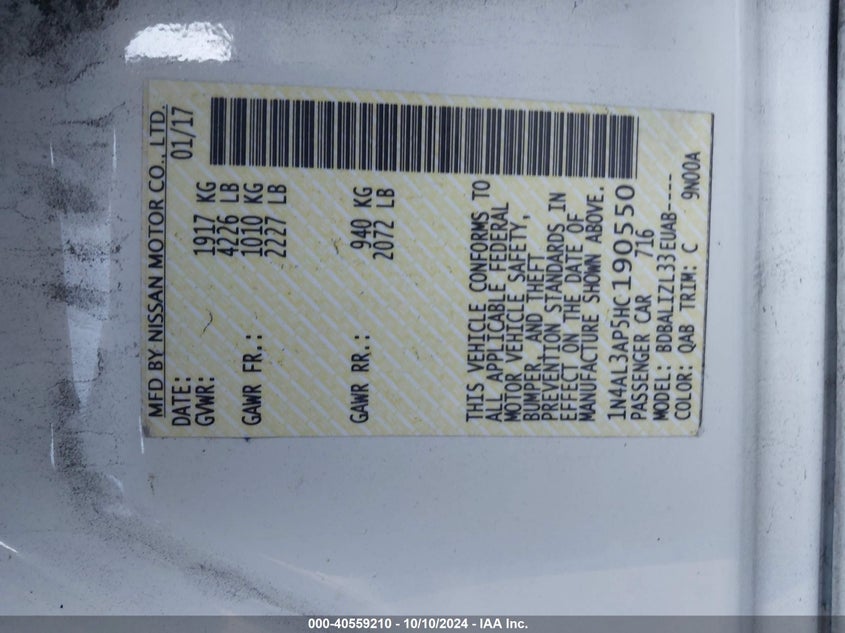 MFD BY NISSAN MOTOR CO., LTD.
DATE: 01/17
GVWR: 1917 KG
4226 LB
GAWR FR.: 1010 KG
2227 LB
GAWR RR.: 940 KG
2072 LB
THIS VEHICLE CONFORMS TO
ALL APPLICABLE FEDERAL
MOTOR VEHICLE SAFETY,
BUMPER, AND THEFT
PREVENTION STANDARDS IN
EFFECT ON THE DATE OF
MANUFACTURE SHOWN ABOVE.
1N4AL3AP5HC190550
PASSENGER CAR 716
MODEL: BDBALIZL33EUAB----
COLOR: QAB TRIM: C 9N00A
000-40559210 - 10/10/2024 - IAA Inc.